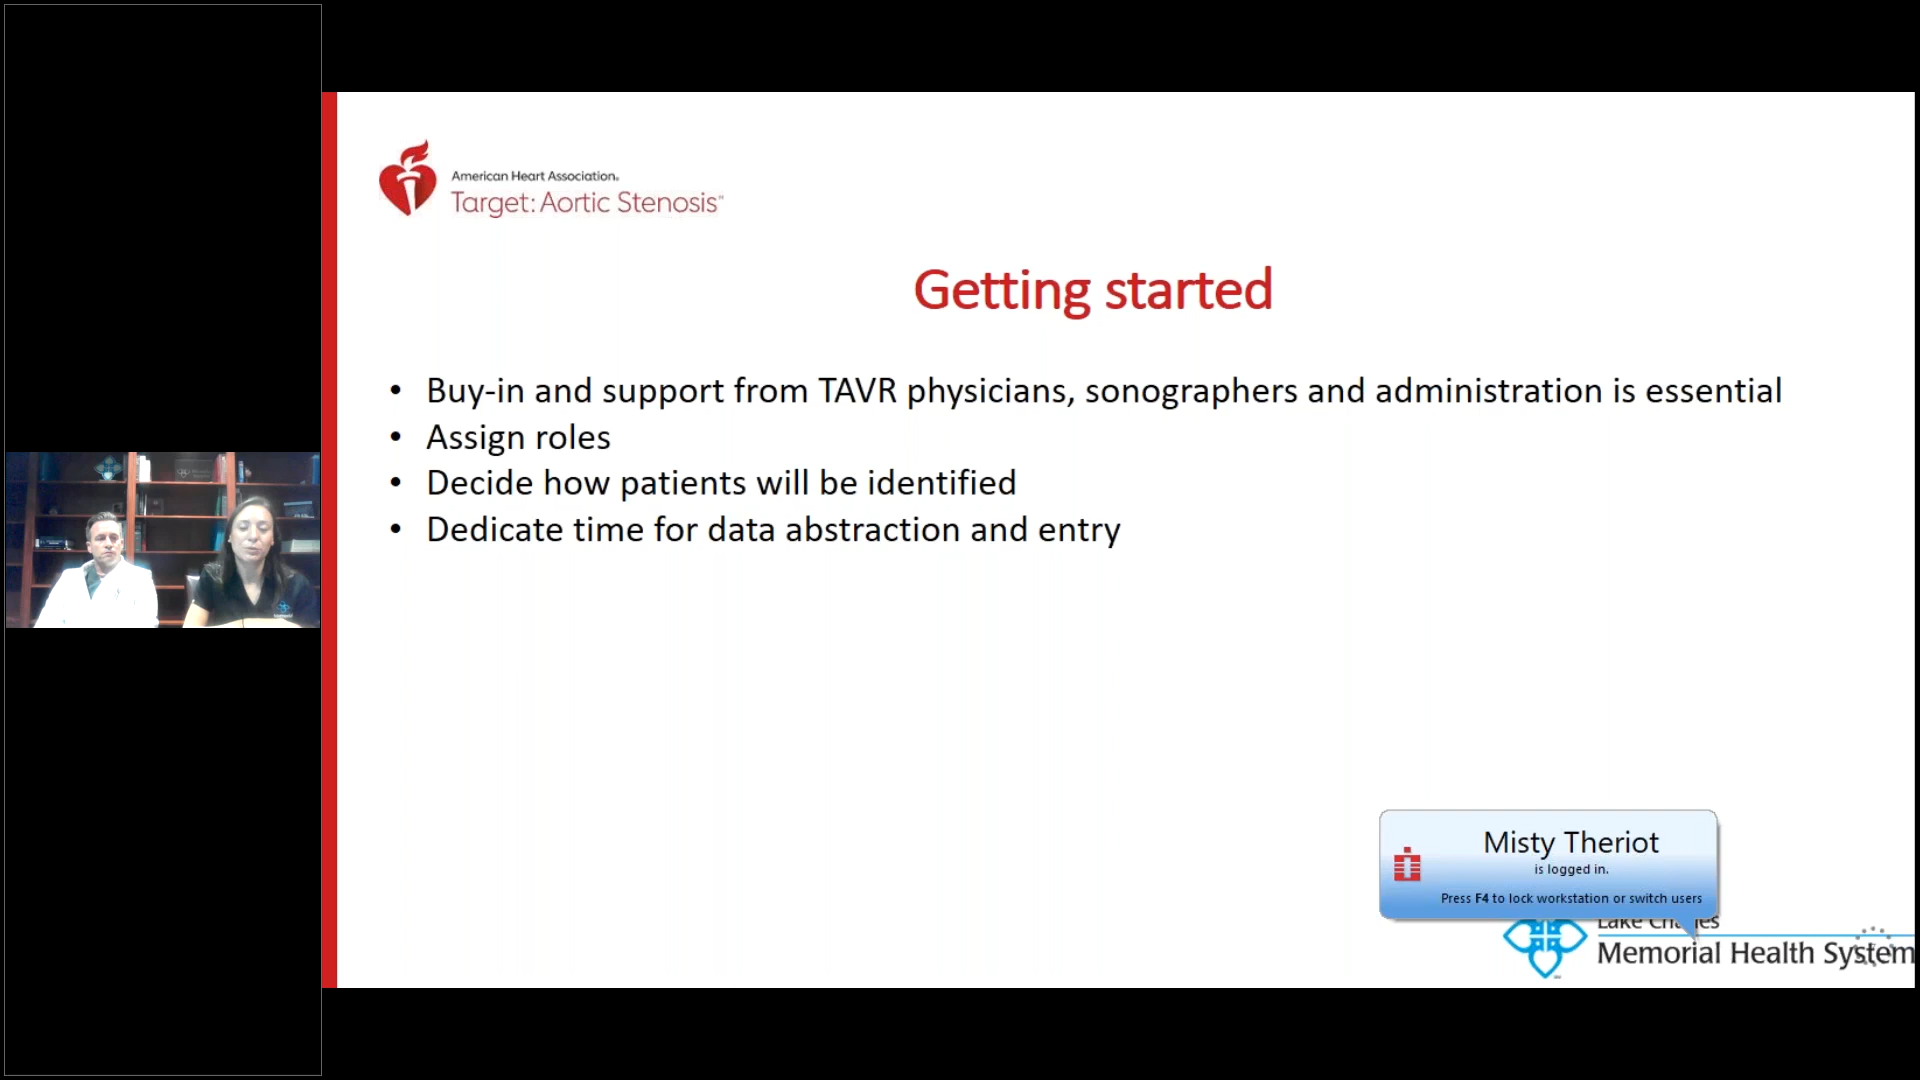 American Heart Association®
Target: Aortic Stenosis™
Getting started
• Buy-in and support from TAVR physicians, sonographers and administration is essential
• Assign roles
• Decide how patients will be identified
• Dedicate time for data abstraction and entry
Misty Theriot
is logged in.
Press F4 to lock workstation or switch users
Lake Charles
Memorial Health System